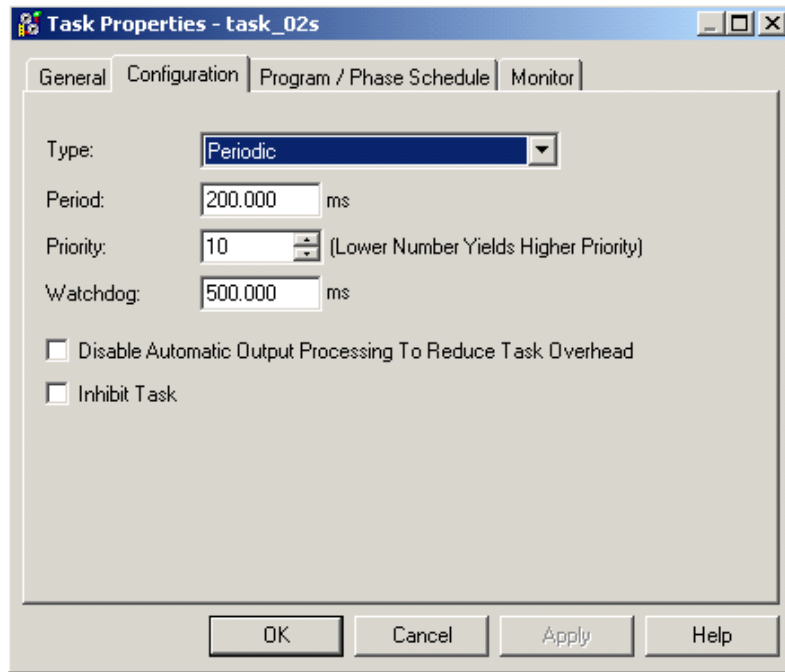 Task Properties - task_02s
General Configuration Program / Phase Schedule Monitor
Type: Periodic
Period: 200.000 ms
Priority: 10 (Lower Number Yields Higher Priority)
Watchdog: 500.000 ms
Disable Automatic Output Processing To Reduce Task Overhead
Inhibit Task
OK Cancel Apply Help